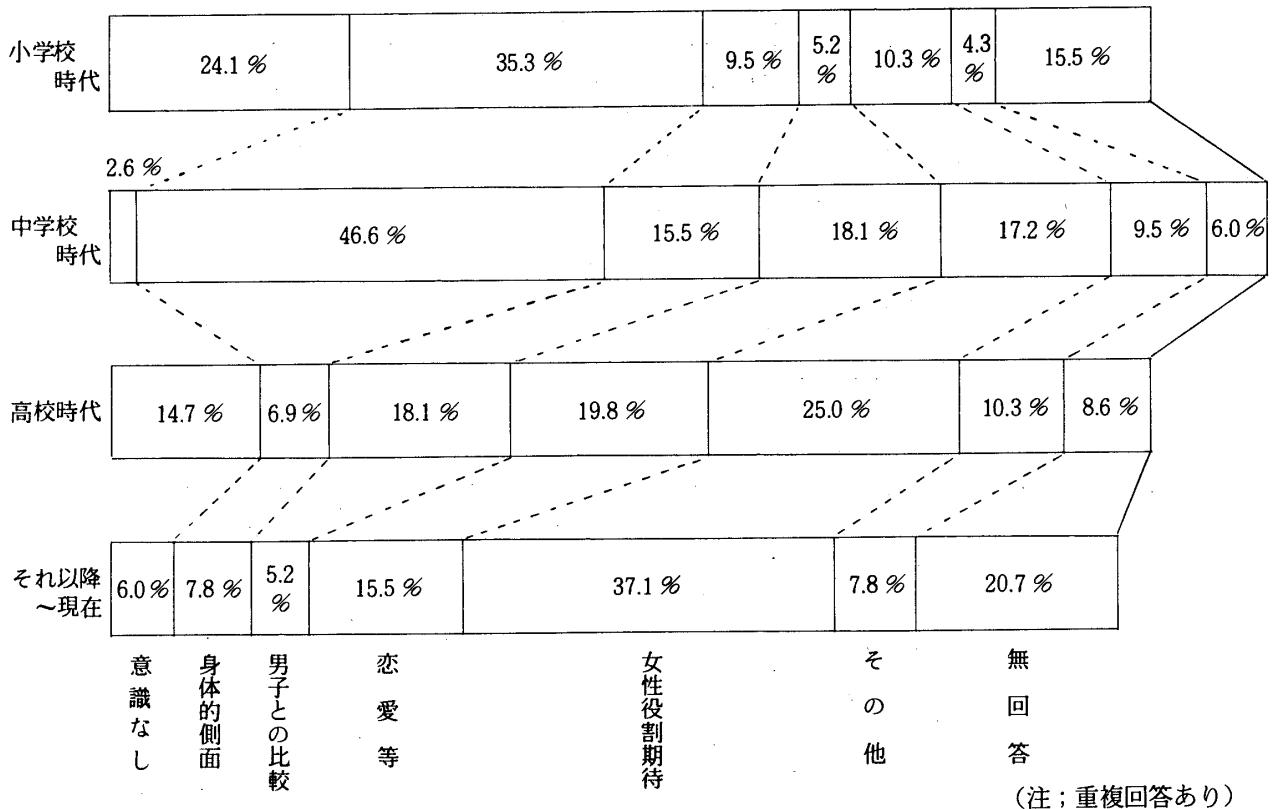 小学校
時代
24.1 %
35.3 %
9.5 %
5.2
%
10.3 %
4.3
%
15.5 %
2.6 %
中学校
時代
46.6 %
15.5 %
18.1 %
17.2 %
9.5 %
6.0 %
高校時代
14.7 %
6.9 %
18.1 %
19.8 %
25.0 %
10.3 %
8.6 %
それ以降
～現在
6.0 %
7.8 %
5.2
%
15.5 %
37.1 %
7.8 %
20.7 %
意識なし
身体的側面
男子との比較
恋愛等
女性役割期待
その他
無回答
（注；重複回答あり）